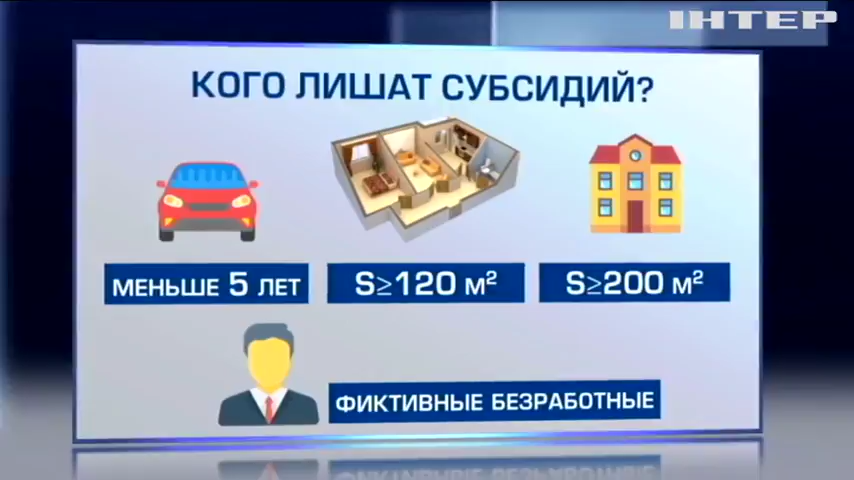 ІНТЕР
КОГО ЛИШАТ СУБСИДИЙ?
МЕНЬШЕ 5 ЛЕТ
S≥120 М²
S≥200 М²
ФИКТИВНЫЕ БЕЗРАБОТНЫЕ